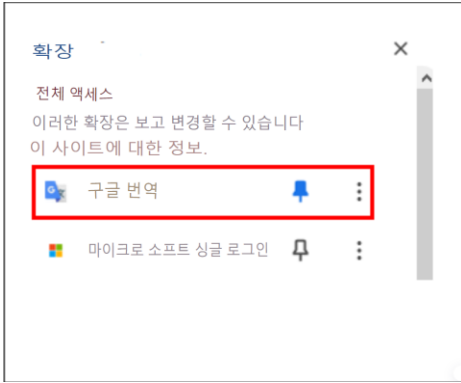 확장
전체 액세스
이러한 확장은 보고 변경할 수 있습니다
이 사이트에 대한 정보.
구글 번역
마이크로 소프트 싱글 로그인